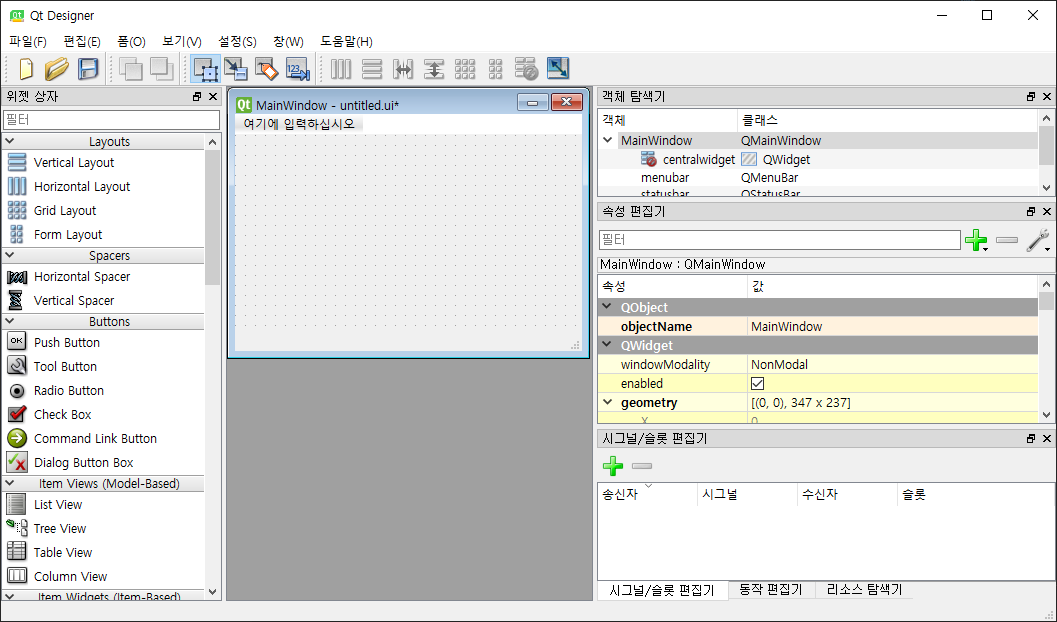 Qt Designer
파일(F) 편집(E) 폼(O) 보기(V) 설정(S) 창(W) 도움말(H)
123
위젯 상자
필터
Layouts
Vertical Layout
Horizontal Layout
Grid Layout
Form Layout
Spacers
Horizontal Spacer
Vertical Spacer
Buttons
OK Push Button
Tool Button
Radio Button
Check Box
Command Link Button
Dialog Button Box
Item Views (Model-Based)
List View
Tree View
Table View
Column View
Item Widgets (Item-Based)
Qt MainWindow - untitled.ui*
여기에 입력하십시오
객체 탐색기
객체 클래스
MainWindow QMainWindow
centralwidget QWidget
menubar QMenuBar
statusbar QStatusBar
속성 편집기
필터
MainWindow : QMainWindow
속성 값
QObject
objectName MainWindow
QWidget
windowModality NonModal
enabled
geometry [(0, 0), 347 x 237]
X 0
시그널/슬롯 편집기
송신자 시그널 수신자 슬롯
시그널/슬롯 편집기 동작 편집기 리소스 탐색기